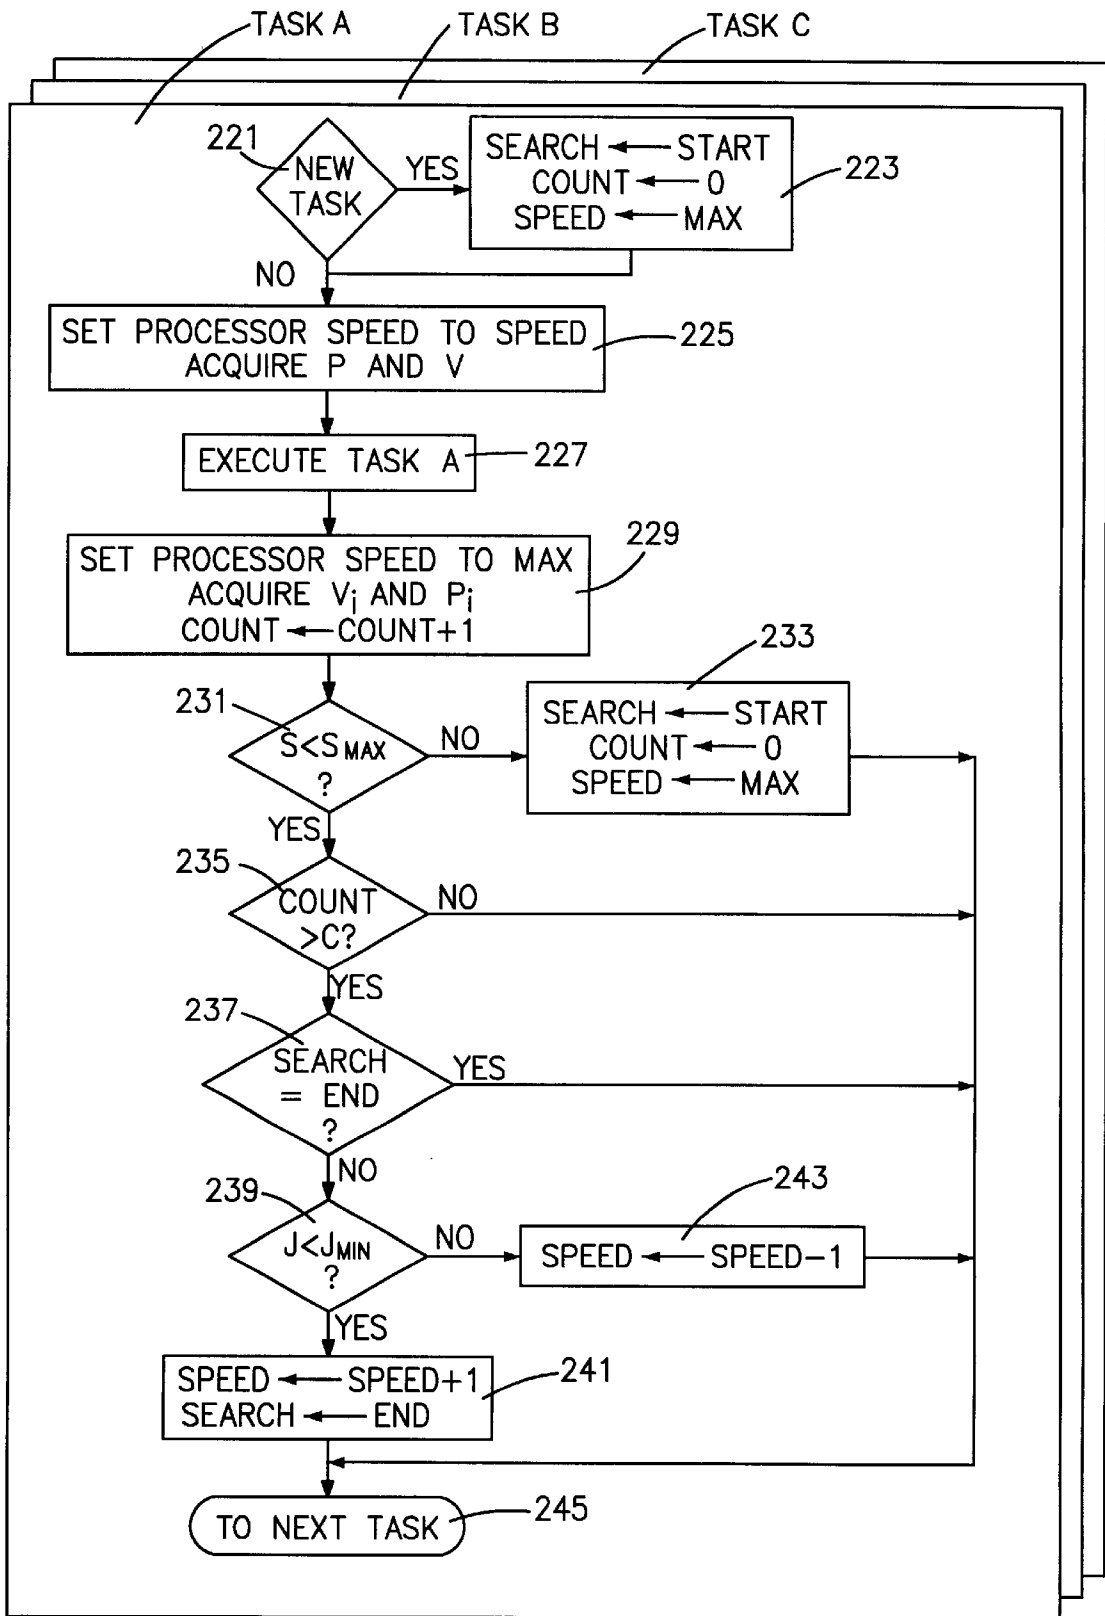 TASK A
TASK B
TASK C
221
NEW
TASK
YES
SEARCH ← START
COUNT ← 0
SPEED ← MAX
223
NO
SET PROCESSOR SPEED TO SPEED
ACQUIRE P AND V
225
EXECUTE TASK A
227
SET PROCESSOR SPEED TO MAX
ACQUIRE Vi AND Pi
COUNT ← COUNT+1
229
231
S<S MAX
?
NO
SEARCH ← START
COUNT ← 0
SPEED ← MAX
233
YES
235
COUNT
>C?
NO
YES
237
SEARCH
= END
?
YES
NO
239
J<JMIN
?
NO
SPEED ← SPEED-1
243
YES
SPEED ← SPEED+1
SEARCH ← END
241
TO NEXT TASK
245